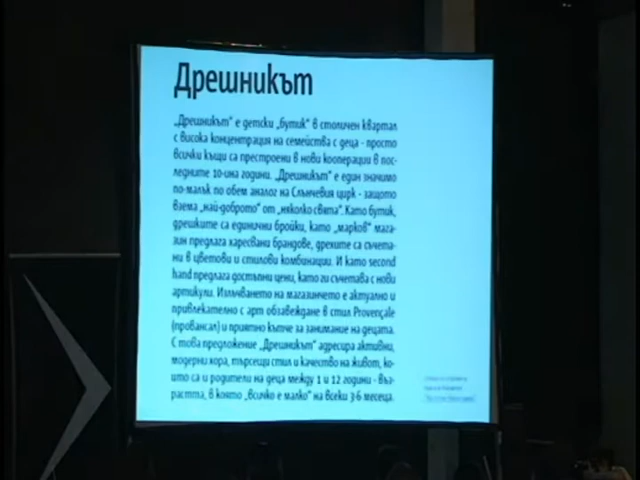 Дрешникът
„Дрешникът“ е детски „бутик“ в столичен квартал
с висока концентрация на семейства с деца - просто
всички къщи са престроени в нови кооперации в пос-
ледните 10-ина години. „Дрешникът“ е един значимо
по-малък по обем аналог на Слънчевия цирк - защото
взема „най-доброто“ от „няколко свята“. Като бутик,
дрешките са единични бройки, като „марков“ мага-
зин предлага харесвани брандове, дрехите са съчета-
ни в цветови и стилови комбинации. И като second
hand предлага достъпни цени, като ги съчетава с нови
артикули. Излъчването на магазинчето е актуално и
привлекателно с арт обзавеждане в стил Provençale
(провансал) и приятно кътче за занимание на децата.
С това предложение „Дрешникът“ адресира активни,
модерни хора, търсещи стил и качество на живот, ко-
ито са и родители на деца между 1 и 12 години - въз-
растта, в която „всичко е малко“ на всеки 3-6 месеца.